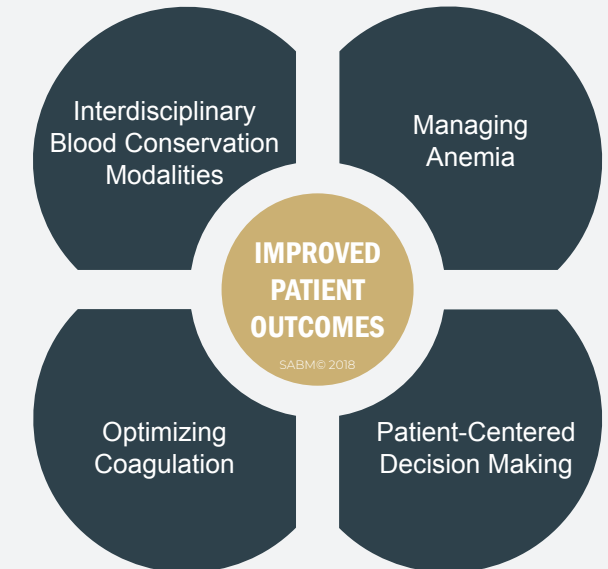 Interdisciplinary
Blood Conservation
Modalities
Managing
Anemia
IMPROVED
PATIENT
OUTCOMES
SABM© 2018
Optimizing
Coagulation
Patient-Centered
Decision Making